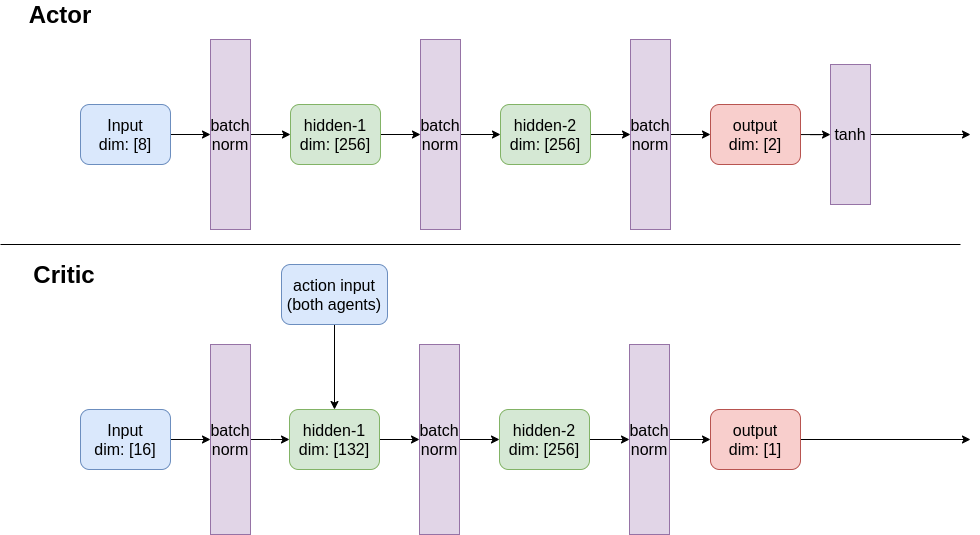 Actor
Input
dim: [8]
batch
norm
hidden-1
dim: [256]
batch
norm
hidden-2
dim: [256]
batch
norm
output
dim: [2]
tanh
Critic
action input
(both agents)
Input
dim: [16]
batch
norm
hidden-1
dim: [132]
batch
norm
hidden-2
dim: [256]
batch
norm
output
dim: [1]